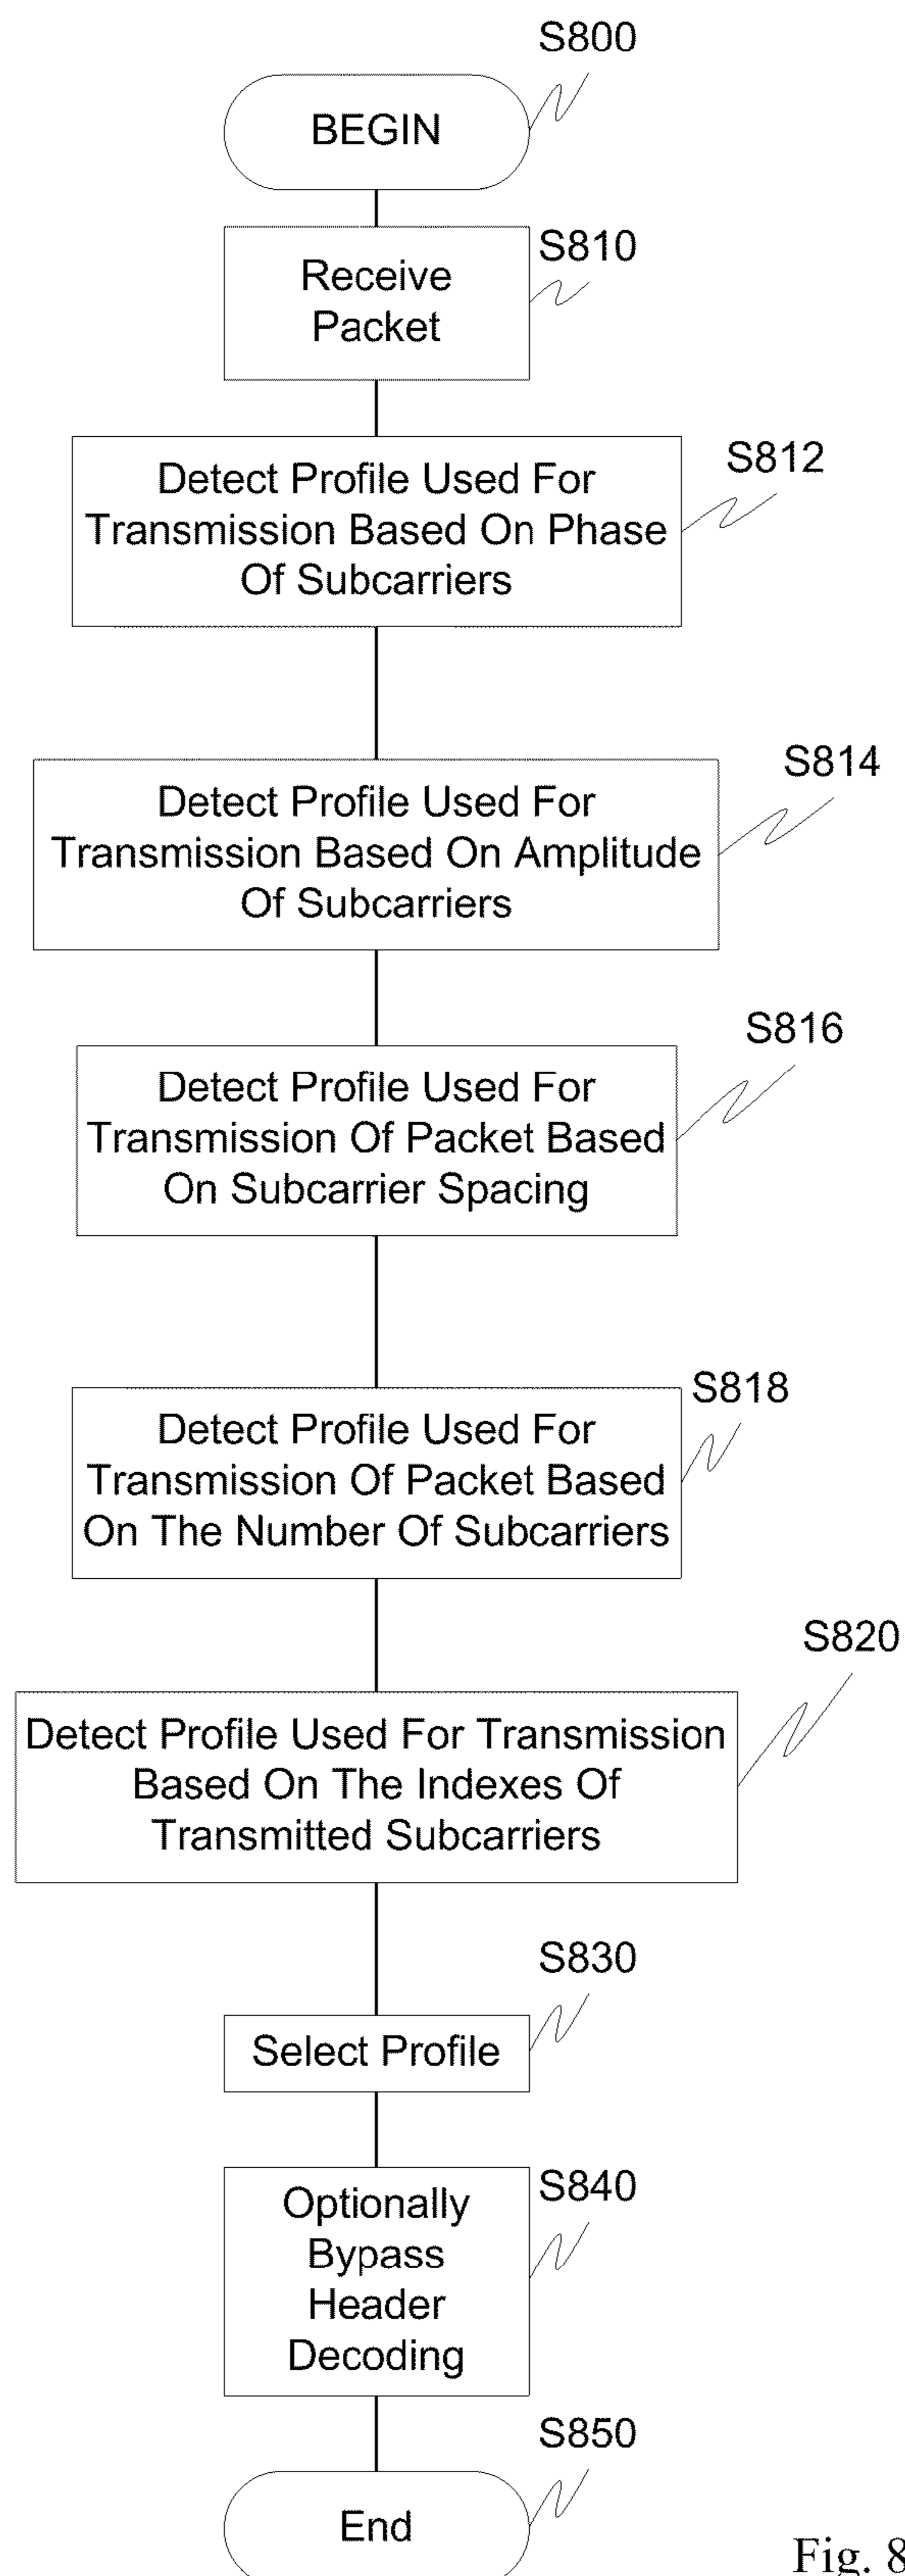 S800
BEGIN
S810
Receive
Packet
S812
Detect Profile Used For
Transmission Based On Phase
Of Subcarriers
S814
Detect Profile Used For
Transmission Based On Amplitude
Of Subcarriers
S816
Detect Profile Used For
Transmission Of Packet Based
On Subcarrier Spacing
S818
Detect Profile Used For
Transmission Of Packet Based
On The Number Of Subcarriers
S820
Detect Profile Used For Transmission
Based On The Indexes Of
Transmitted Subcarriers
S830
Select Profile
S840
Optionally
Bypass
Header
Decoding
S850
End
Fig. 8